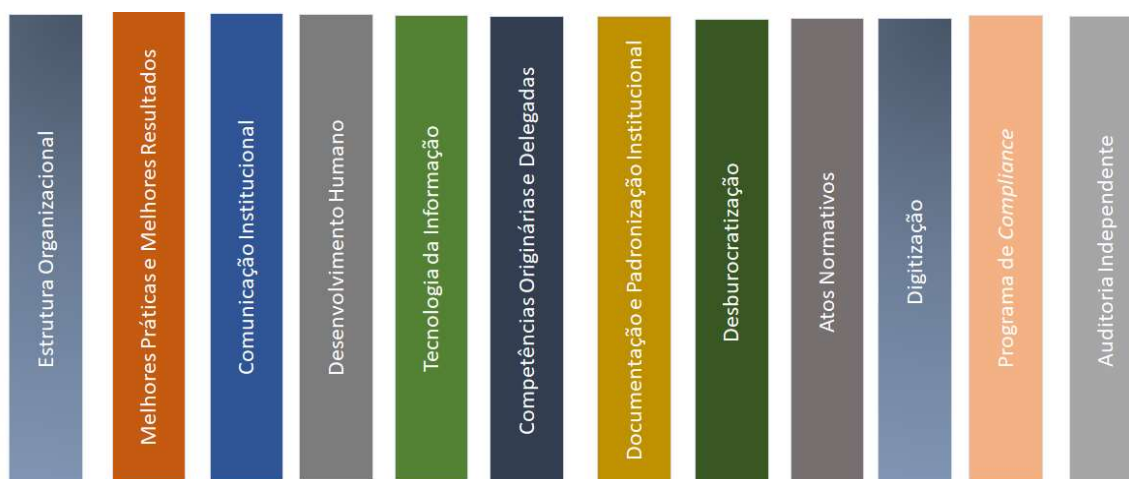 Estrutura Organizacional
Melhores Práticas e Melhores Resultados
Comunicação Institucional
Desenvolvimento Humano
Tecnologia da Informação
Competências Originárias e Delegadas
Documentação e Padronização Institucional
Desburocratização
Atos Normativos
Digitização
Programa de Compliance
Auditoria Independente